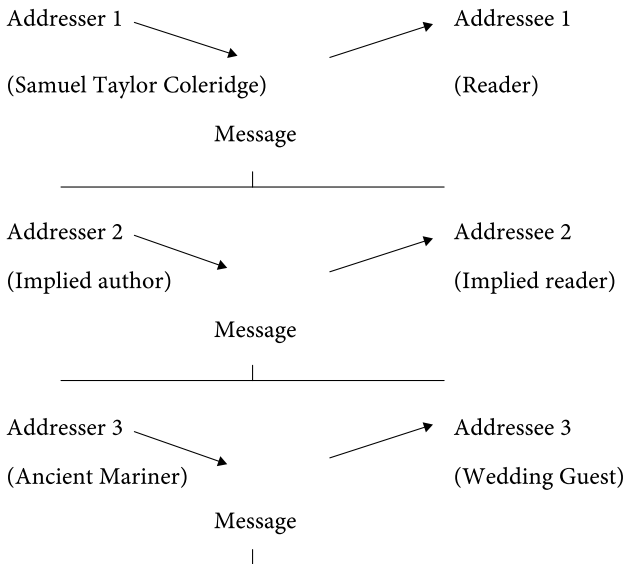 Addresser 1 Addressee 1
(Samuel Taylor Coleridge) (Reader)
Message
Addresser 2 Addressee 2
(Implied author) (Implied reader)
Message
Addresser 3 Addressee 3
(Ancient Mariner) (Wedding Guest)
Message